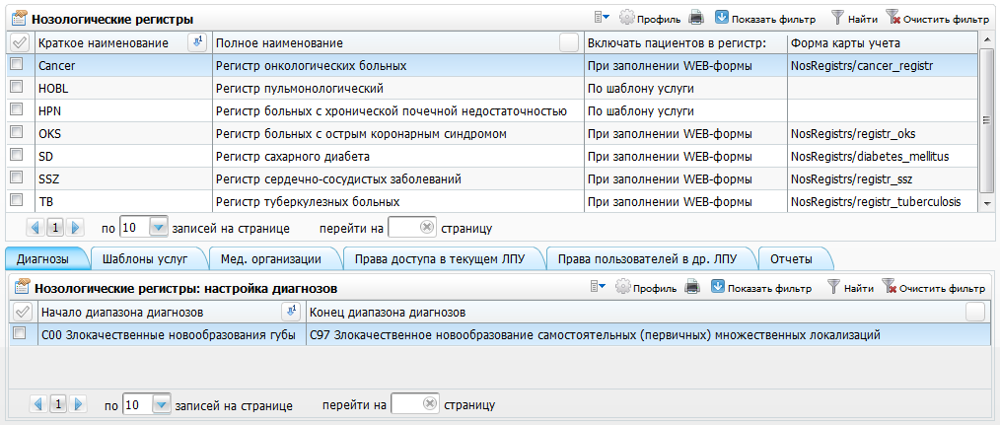 Нозологические регистры Профиль Показать фильтр Найти Очистить фильтр
Краткое наименование Полное наименование Включать пациентов в регистр: Форма карты учета
Cancer Регистр онкологических больных При заполнении WEB-формы NosRegistrs/cancer_registr
HOBL Регистр пульмонологический По шаблону услуги
HPN Регистр больных с хронической почечной недостаточностью По шаблону услуги
OKS Регистр больных с острым коронарным синдромом При заполнении WEB-формы NosRegistrs/registr_oks
SD Регистр сахарного диабета При заполнении WEB-формы NosRegistrs/diabetes_mellitus
SSZ Регистр сердечно-сосудистых заболеваний При заполнении WEB-формы NosRegistrs/registr_ssz
TB Регистр туберкулезных больных При заполнении WEB-формы NosRegistrs/registr_tuberculosis
1 по 10 записей на странице перейти на страницу
Диагнозы Шаблоны услуг Мед. организации Права доступа в текущем ЛПУ Права пользователей в др. ЛПУ Отчеты
Нозологические регистры: настройка диагнозов Профиль Показать фильтр Найти Очистить фильтр
Начало диапазона диагнозов Конец диапазона диагнозов
C00 Злокачественные новообразования губы C97 Злокачественное новообразование самостоятельных (первичных) множественных локализаций
1 по 10 записей на странице перейти на страницу